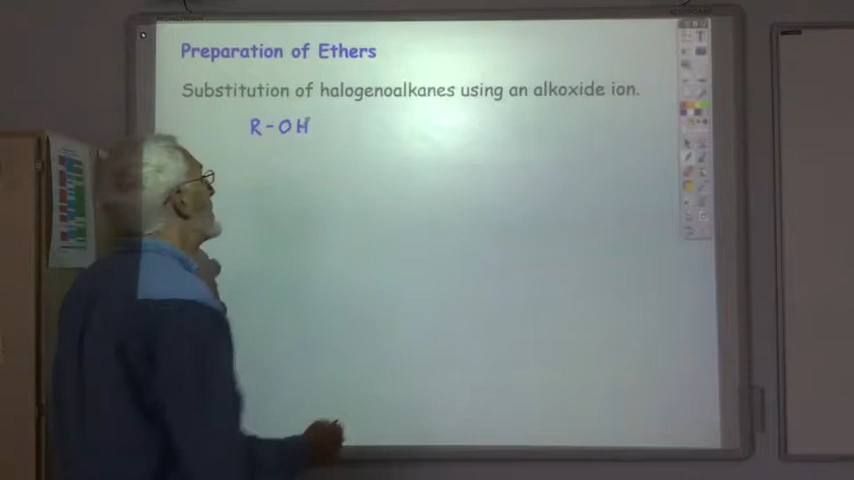 Preparation of Ethers
Substitution of halogenoalkanes using an alkoxide ion.
R-OH